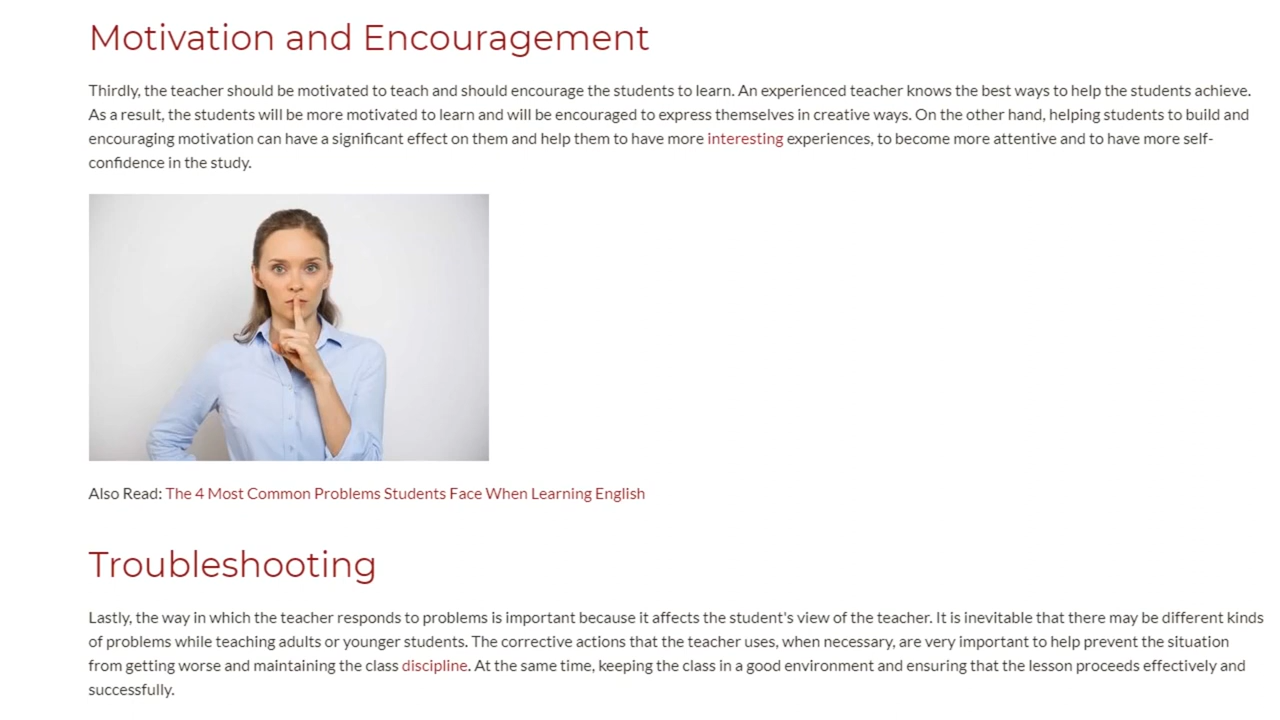 Motivation and Encouragement
Thirdly, the teacher should be motivated to teach and should encourage the students to learn. An experienced teacher knows the best ways to help the students achieve.
As a result, the students will be more motivated to learn and will be encouraged to express themselves in creative ways. On the other hand, helping students to build and
encouraging motivation can have a significant effect on them and help them to have more interesting experiences, to become more attentive and to have more self-
confidence in the study.
Also Read: The 4 Most Common Problems Students Face When Learning English
Troubleshooting
Lastly, the way in which the teacher responds to problems is important because it affects the student's view of the teacher. It is inevitable that there may be different kinds
of problems while teaching adults or younger students. The corrective actions that the teacher uses, when necessary, are very important to help prevent the situation
from getting worse and maintaining the class discipline. At the same time, keeping the class in a good environment and ensuring that the lesson proceeds effectively and
successfully.